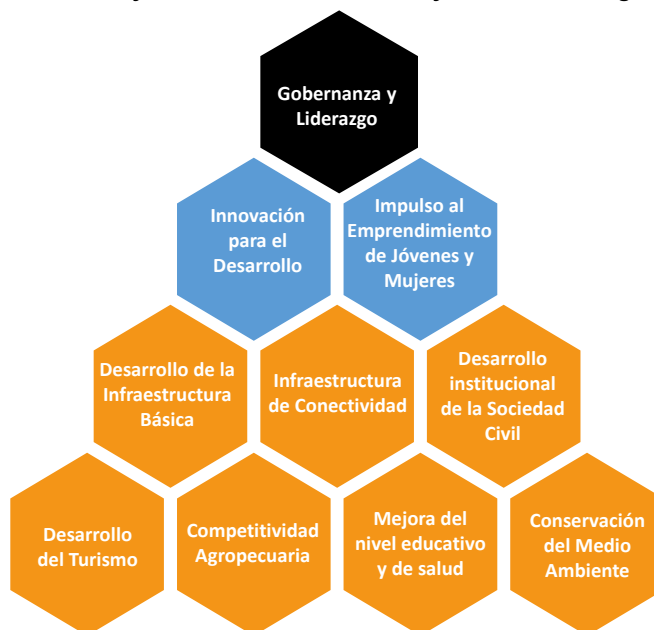 Gobernanza y
Liderazgo
Innovación
para el
Desarrollo
Impulso al
Emprendimiento
de Jóvenes y
Mujeres
Desarrollo de la
Infraestructura
Básica
Infraestructura
de Conectividad
Desarrollo
institucional
de la Sociedad
Civil
Desarrollo
del Turismo
Competitividad
Agropecuaria
Mejora del
nivel educativo
y de salud
Conservación
del Medio
Ambiente